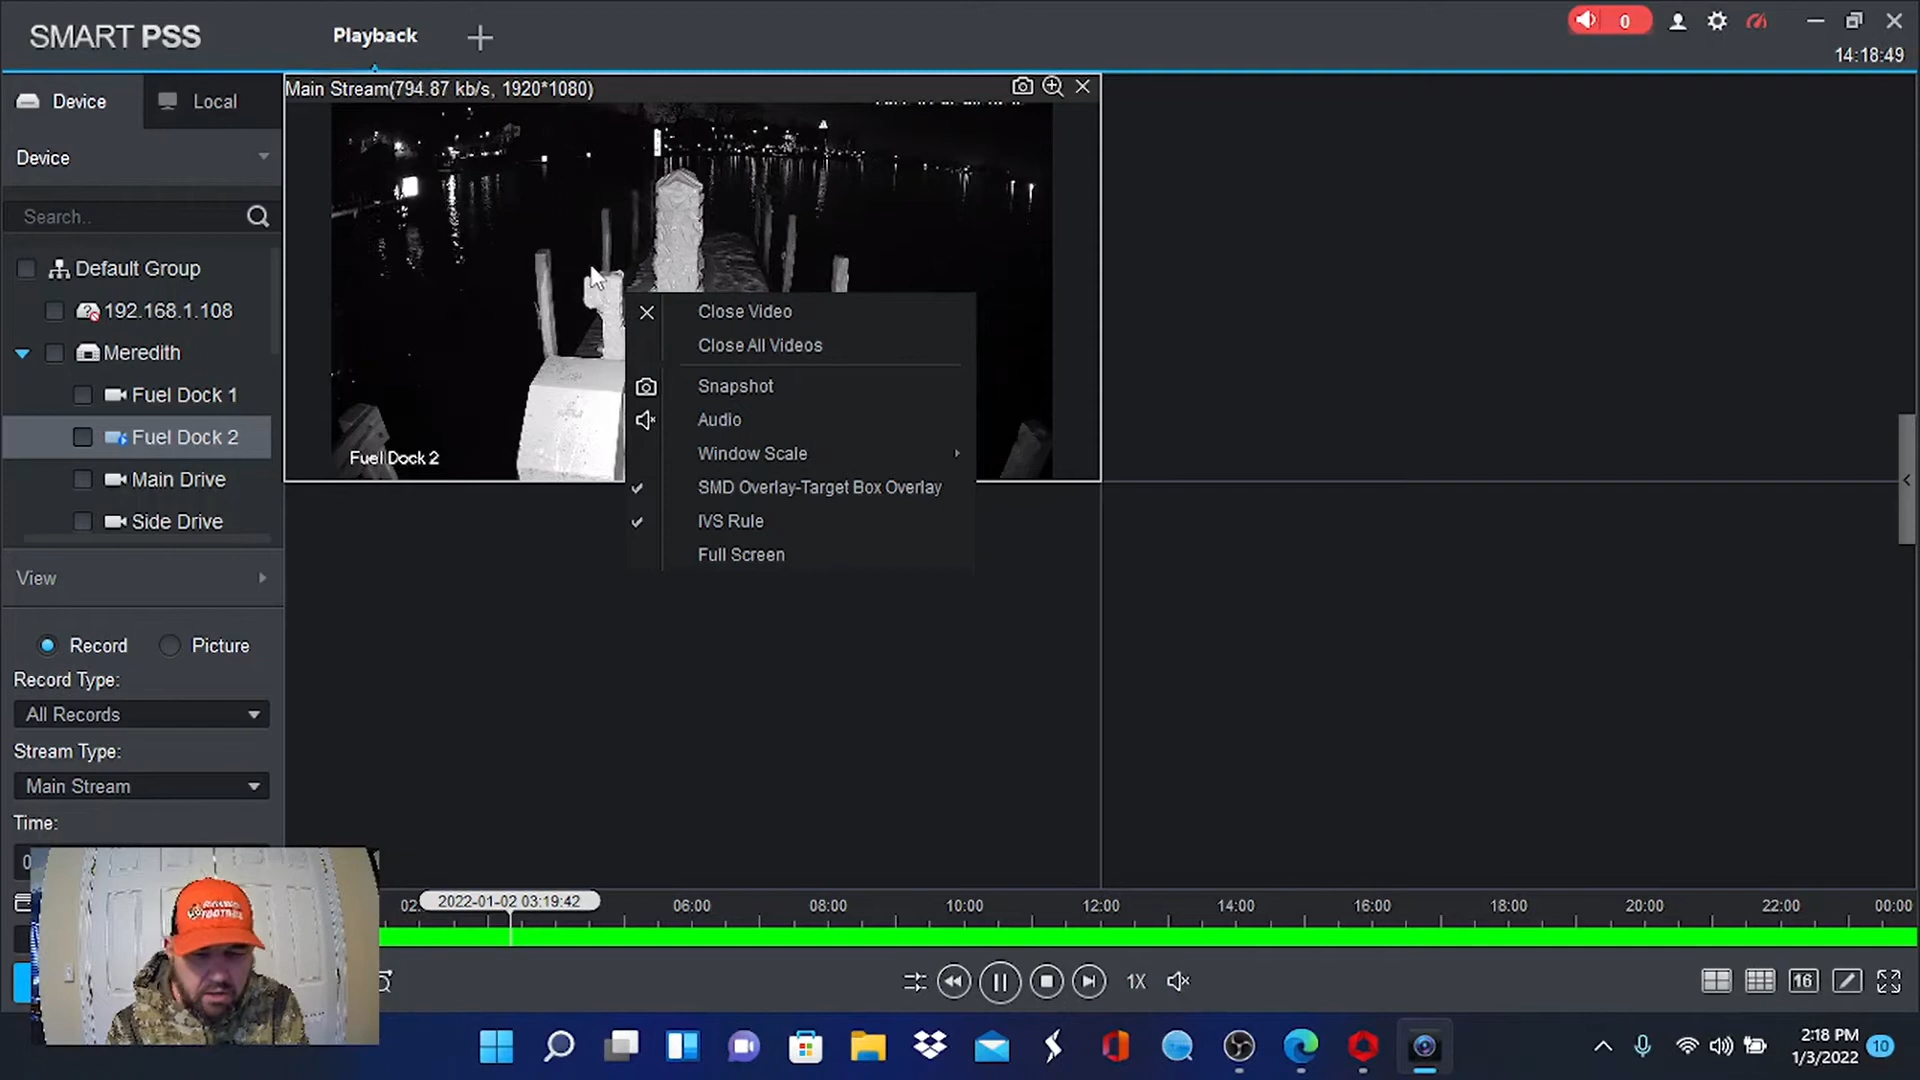 SMART PSS
Playback
0
14:18:49
Device
Local
Main Stream(794.87 kb/s, 1920*1080)
Device
Search..
Default Group
192.168.1.108
Meredith
Fuel Dock 1
Fuel Dock 2
Main Drive
Side Drive
Fuel Dock 2
Close Video
Close All Videos
Snapshot
Audio
Window Scale
SMD Overlay-Target Box Overlay
IVS Rule
Full Screen
View
Record
Picture
Record Type:
All Records
Stream Type:
Main Stream
Time:
2022-01-02 03:19:42
06:00
08:00
10:00
12:00
14:00
16:00
18:00
20:00
22:00
00:00
1X
16
2:18 PM
1/3/2022
10